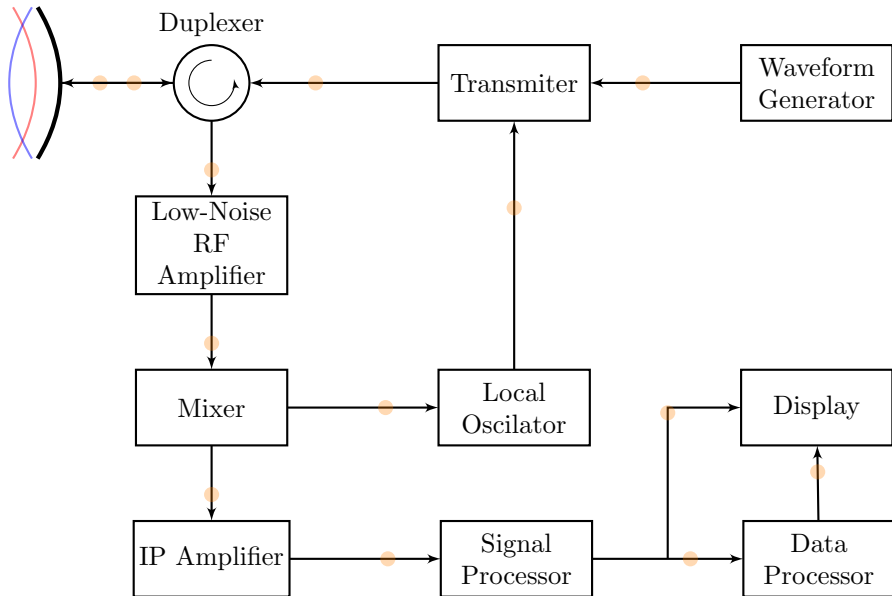 Duplexer
Transmiter
Waveform
Generator
Low-Noise
RF
Amplifier
Mixer
Local
Oscilator
Display
IP Amplifier
Signal
Processor
Data
Processor